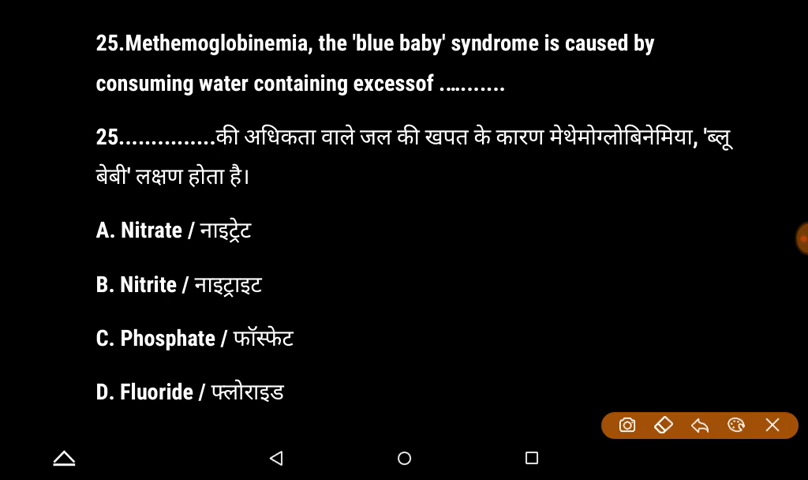 25.Methemoglobinemia, the 'blue baby' syndrome is caused by
consuming water containing excessof ...........
25...............की अधिकता वाले जल की खपत के कारण मेथेमोग्लोबिनेमिया, 'ब्लू
बेबी' लक्षण होता है।
A. Nitrate / नाइट्रेट
B. Nitrite / नाइट्राइट
C. Phosphate / फॉस्फेट
D. Fluoride / फ्लोराइड